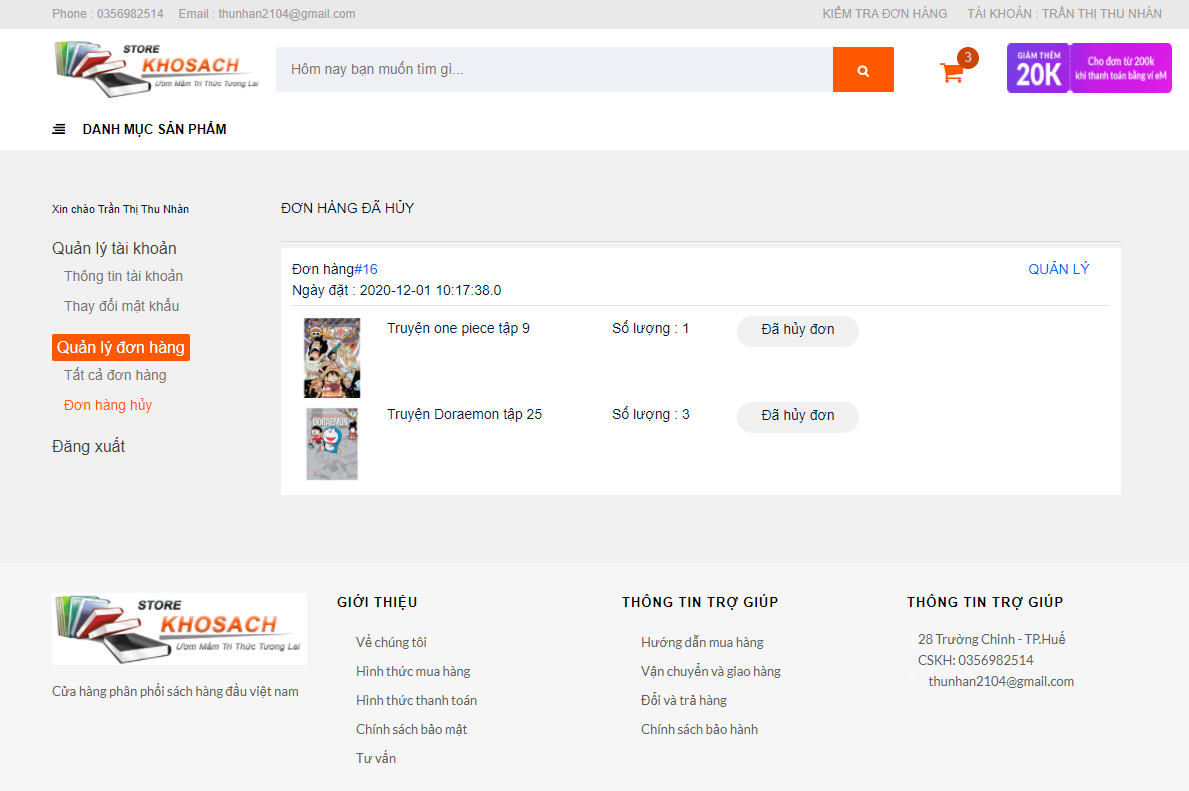 Phone : 0356982514 Email : thunhan2104@gmail.com KIỂM TRA ĐƠN HÀNG TÀI KHOẢN : TRẦN THỊ THU NHÀN
STORE
KHOSACH
Ươm Mầm Tri Thức Tương Lai
Hôm nay bạn muốn tìm gì...
3
GIẢM THÊM
20K
Cho đơn từ 200k
khi thanh toán bằng ví eM
DANH MỤC SẢN PHẨM
Xin chào Trần Thị Thu Nhàn
Quản lý tài khoản
Thông tin tài khoản
Thay đổi mật khẩu
Quản lý đơn hàng
Tất cả đơn hàng
Đơn hàng hủy
Đăng xuất
ĐƠN HÀNG ĐÃ HỦY
Đơn hàng#16 QUẢN LÝ
Ngày đặt : 2020-12-01 10:17:38.0
Truyện one piece tập 9 Số lượng : 1 Đã hủy đơn
DORAEMON
Truyện Doraemon tập 25 Số lượng : 3 Đã hủy đơn
STORE
KHOSACH
Ươm Mầm Tri Thức Tương Lai
Cửa hàng phân phối sách hàng đầu việt nam
GIỚI THIỆU
Về chúng tôi
Hình thức mua hàng
Hình thức thanh toán
Chính sách bảo mật
Tư vấn
THÔNG TIN TRỢ GIÚP
Hướng dẫn mua hàng
Vận chuyển và giao hàng
Đổi và trả hàng
Chính sách bảo hành
THÔNG TIN TRỢ GIÚP
28 Trường Chinh - TP.Huế
CSKH: 0356982514
thunhan2104@gmail.com